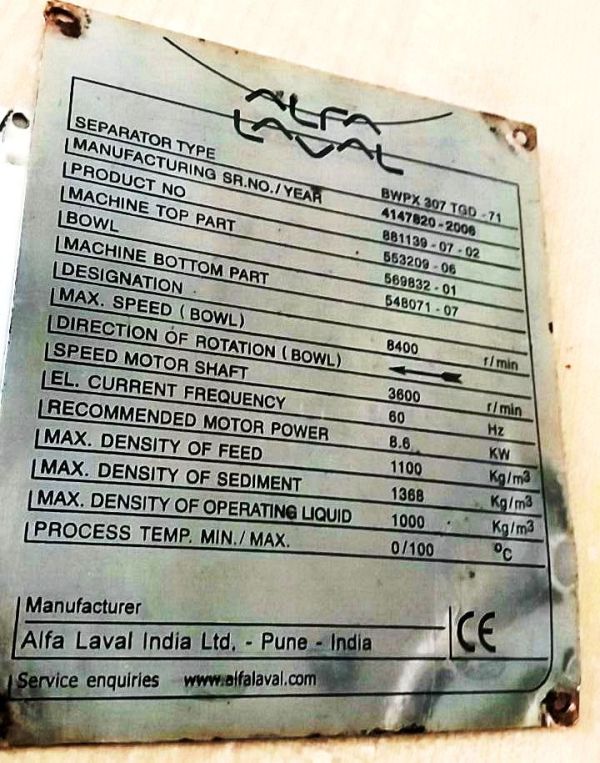 ALFA
LAVAL
SEPARATOR TYPE BWPX 307 TGD - 71
MANUFACTURING SR.NO./YEAR 4147820 - 2006
PRODUCT NO 881139 - 07 - 02
MACHINE TOP PART 553209 - 06
BOWL 569832 - 01
MACHINE BOTTOM PART 548071 - 07
DESIGNATION
MAX. SPEED ( BOWL) 8400 r/min
DIRECTION OF ROTATION ( BOWL)
SPEED MOTOR SHAFT 3600 r/min
EL. CURRENT FREQUENCY 60 Hz
RECOMMENDED MOTOR POWER 8.6 KW
MAX. DENSITY OF FEED 1100 Kg/m³
MAX. DENSITY OF SEDIMENT 1368 Kg/m³
MAX. DENSITY OF OPERATING LIQUID 1000 Kg/m³
PROCESS TEMP. MIN./ MAX. 0/100 °C
Manufacturer
Alfa Laval India Ltd. - Pune - India CE
Service enquiries www.alfalaval.com